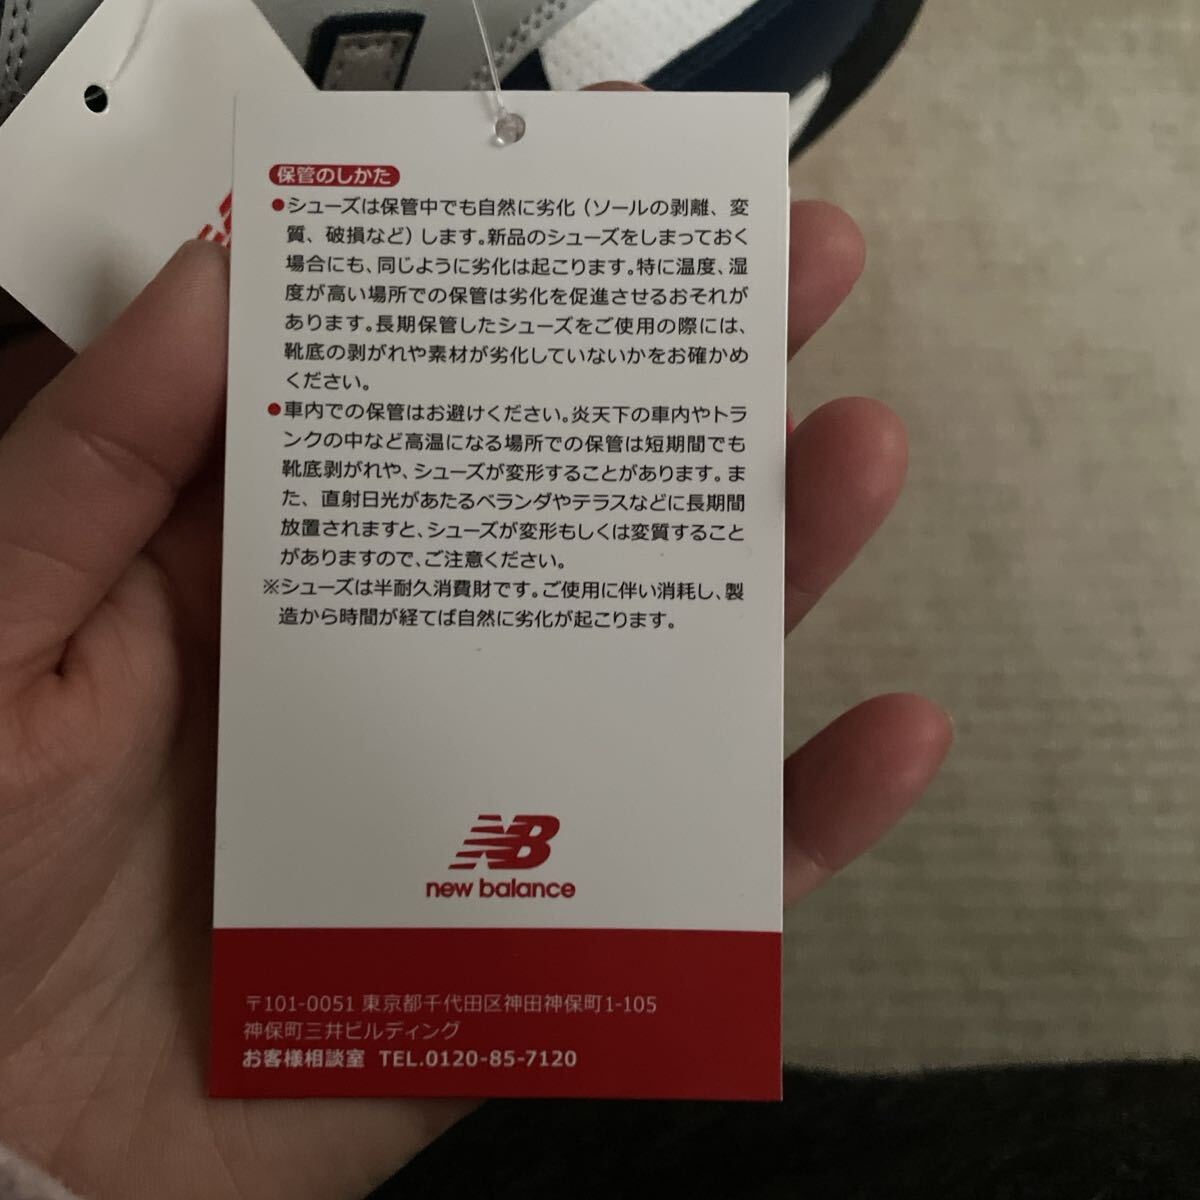 保管のしかた
●シューズは保管中でも自然に劣化(ソールの剥離、変
質、破損など)します。新品のシューズをしまっておく
場合にも、同じように劣化は起こります。特に温度、湿
度が高い場所での保管は劣化を促進させるおそれが
あります。長期保管したシューズをご使用の際には、
靴底の剥がれや素材が劣化していないかをお確かめ
ください。
●車内での保管はお避けください。炎天下の車内やトラ
ンクの中など高温になる場所での保管は短期間でも
靴底剥がれや、シューズが変形することがあります。ま
た、直射日光があたるベランダやテラスなどに長期間
放置されますと、シューズが変形もしくは変質すること
がありますので、ご注意ください。
※シューズは半耐久消費財です。ご使用に伴い消耗し、製
造から時間が経てば自然に劣化が起こります。
NB
new balance
〒101-0051 東京都千代田区神田神保町1-105
神保町三井ビルディング
お客様相談室 TEL.0120-85-7120